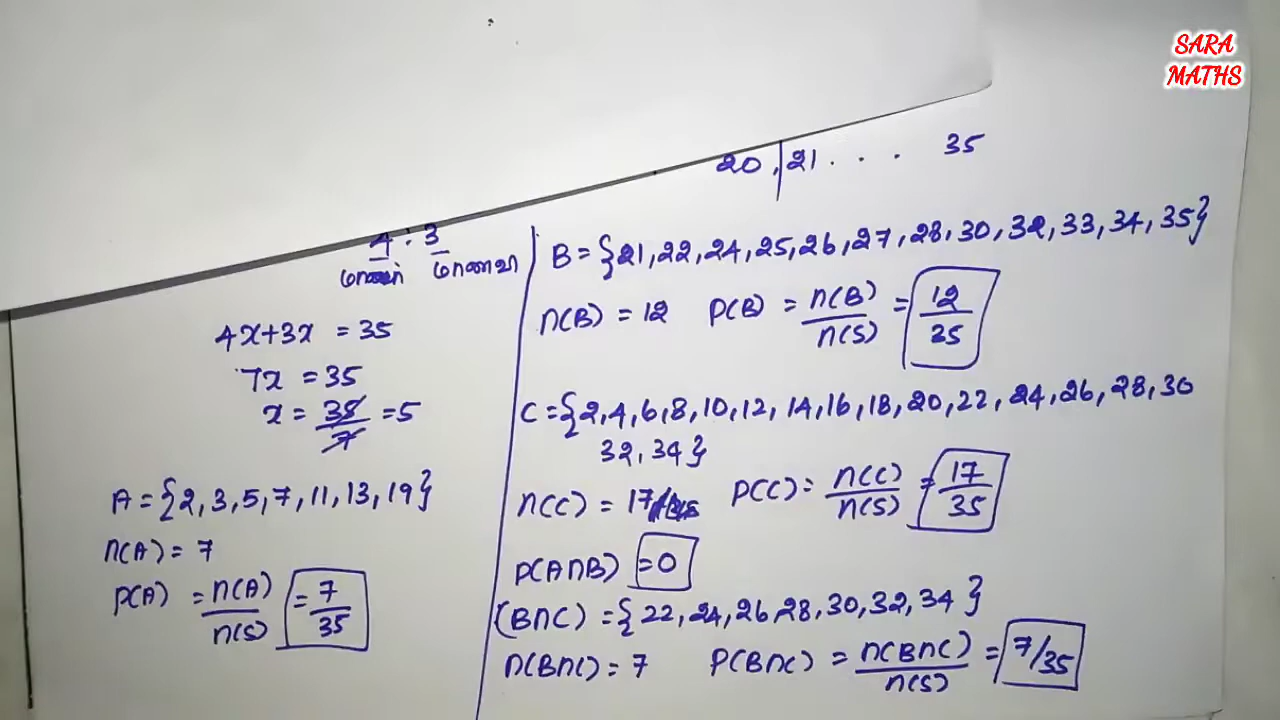 SARA
MATHS
20, 21 . . . 35
4 : 3
4x+3x = 35
7x = 35
x = 35/7 = 5
A = {2, 3, 5, 7, 11, 13, 19}
n(A) = 7
P(A) = n(A)/n(S) = 7/35
B = {21, 22, 24, 25, 26, 27, 28, 30, 32, 33, 34, 35}
n(B) = 12 P(B) = n(B)/n(S) = 12/35
C = {2, 4, 6, 8, 10, 12, 14, 16, 18, 20, 22, 24, 26, 28, 30
32, 34}
n(C) = 17 P(C) = n(C)/n(S) = 17/35
P(A∩B) = 0
(B∩C) = {22, 24, 26 28, 30, 32, 34}
n(B∩C) = 7 P(B∩C) = n(B∩C)/n(S) = 7/35